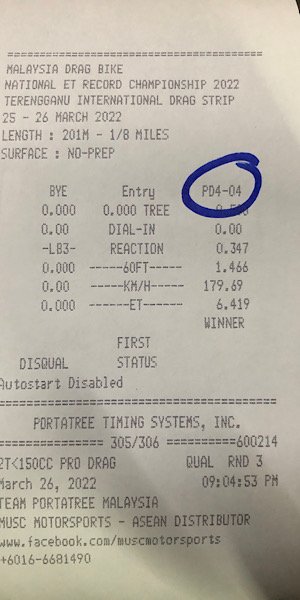 ================================
MALAYSIA DRAG BIKE
NATIONAL ET RECORD CHAMPIONSHIP 2022
TERENGGANU INTERNATIONAL DRAG STRIP
25 - 26 MARCH 2022
LENGTH : 201M - 1/8 MILES
SURFACE : NO-PREP
BYE Entry PD4-04
0.000 0.000 TREE
0.00 DIAL-IN 0.00
-LB3- REACTION 0.347
0.000 ------60FT------ 1.466
0.00 ------KM/H------ 179.69
0.000 ------ET------ 6.419
WINNER
FIRST
DISQUAL STATUS
Autostart Disabled
================================
PORTATREE TIMING SYSTEMS, INC.
============== 305/306 ==========600214
2T<150CC PRO DRAG QUAL RND 3
March 26, 2022 09:04:53 PM
TEAM PORTATREE MALAYSIA
MUSC MOTORSPORTS - ASEAN DISTRIBUTOR
www.facebook.com/muscmotorsports
+6016-6681490